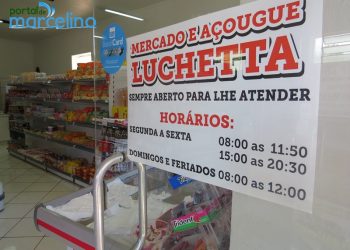 portal de
marcelino
MERCADO E AÇOUGUE
LUCHETTA
SEMPRE ABERTO PARA LHE ATENDER
HORÁRIOS:
SEGUNDA A SEXTA 08:00 AS 11:50
15:00 AS 20:30
DOMINGOS E FERIADOS 08:00 AS 12:00